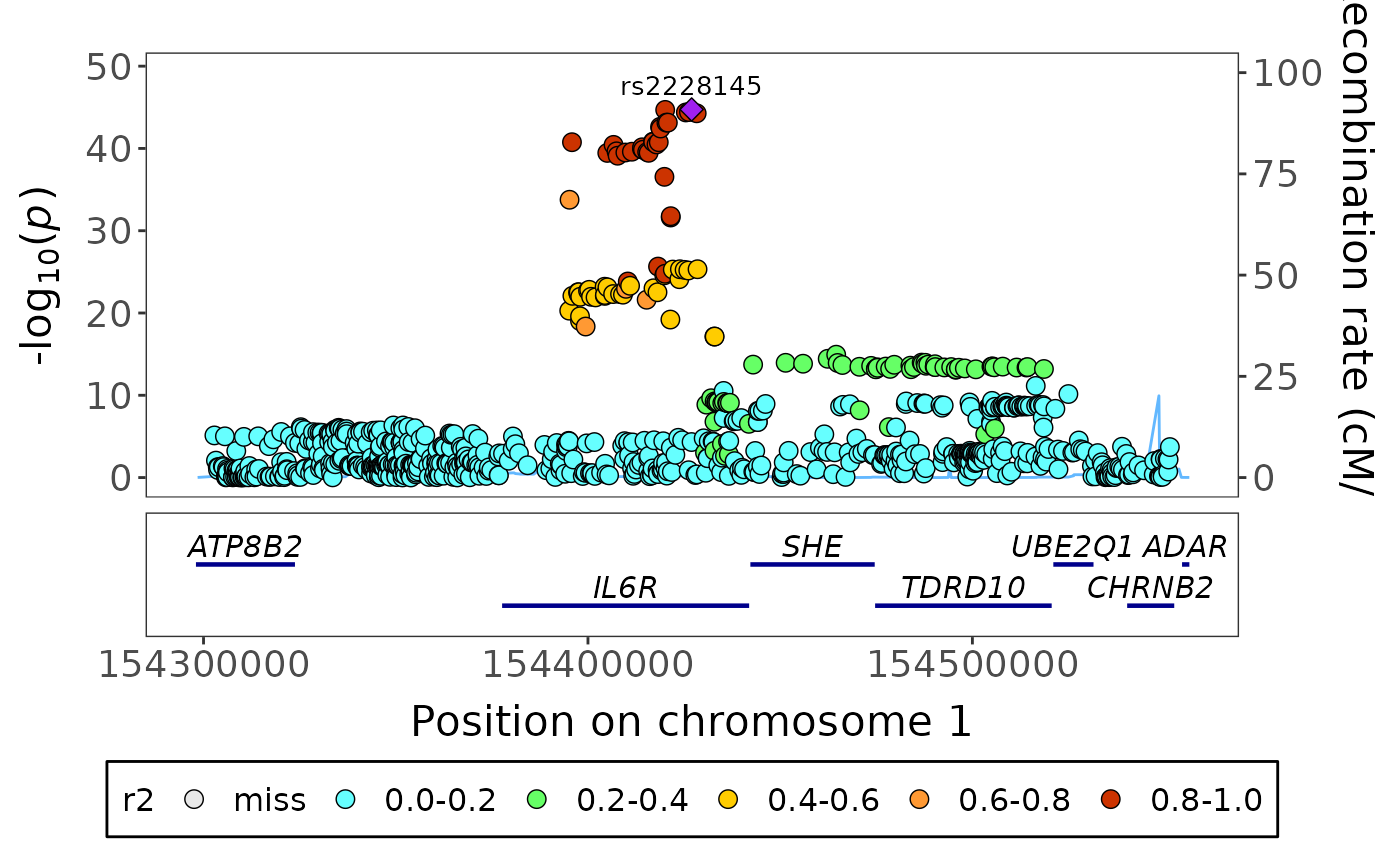 rs2228145
50
40
30
20
10
0
-log10(p)
100
75
50
25
0
ecombination rate (cM/
ATP8B2
SHE
UBE2Q1 ADAR
IL6R
TDRD10
CHRNB2
154300000
154400000
154500000
Position on chromosome 1
r2 miss 0.0-0.2 0.2-0.4 0.4-0.6 0.6-0.8 0.8-1.0